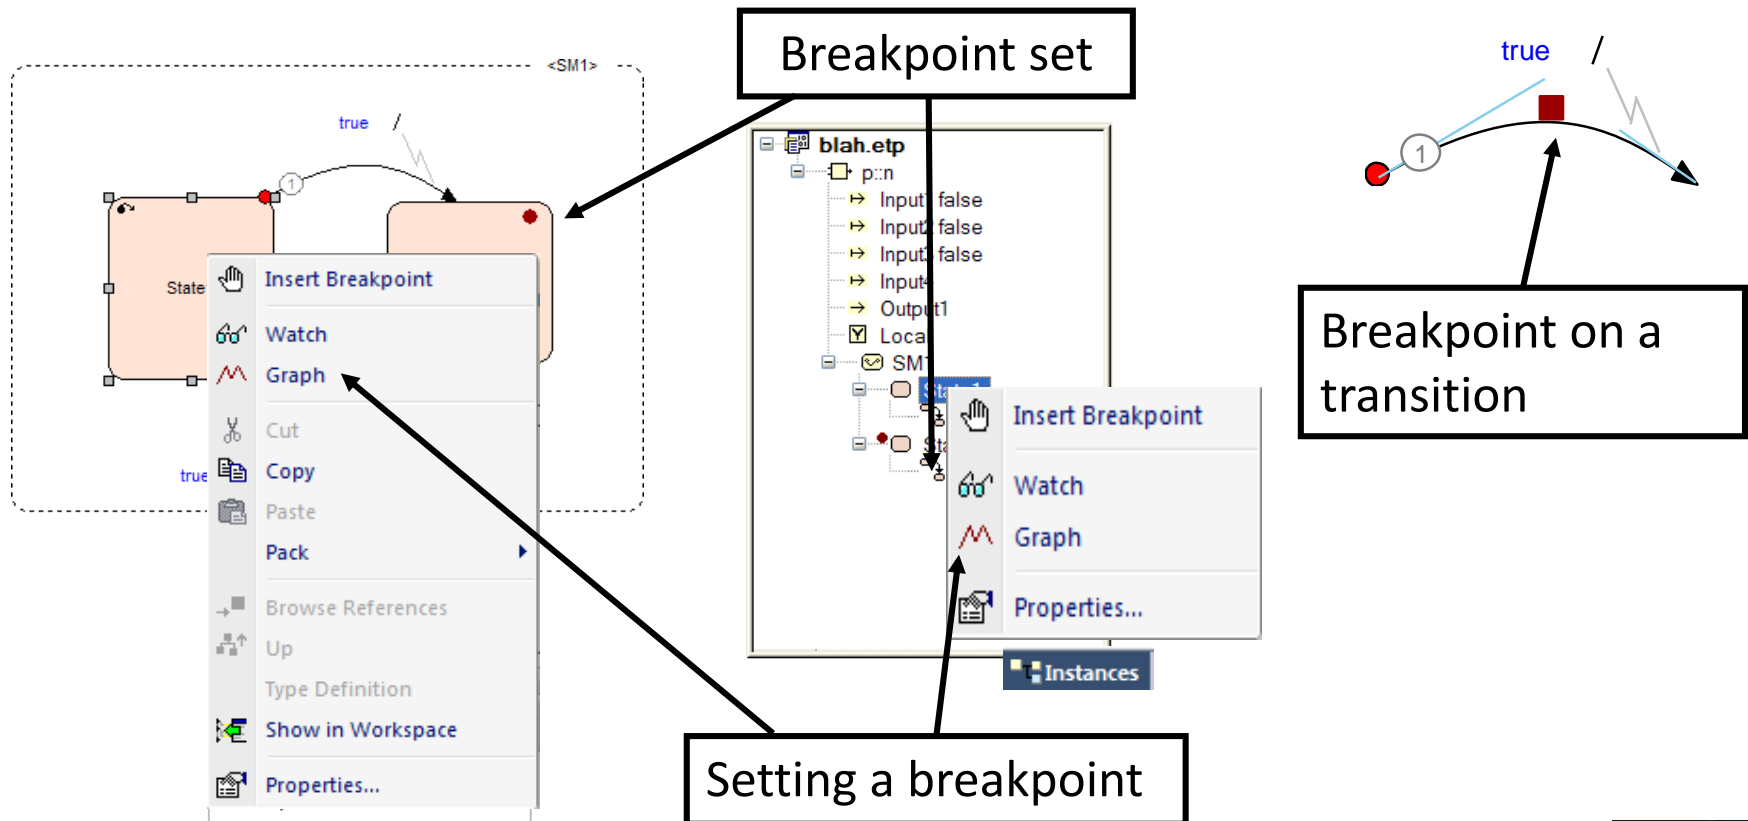 Breakpoint set
<SM1>
true /
1
State
true
Insert Breakpoint
Watch
Graph
Cut
Copy
Paste
Pack
Browse References
Up
Type Definition
Show in Workspace
Properties...
blah.etp
p::n
Input1 false
Input2 false
Input3 false
Input4
Output1
Local
SM1
State1
Sta
Insert Breakpoint
Watch
Graph
Properties...
Instances
Setting a breakpoint
true /
1
Breakpoint on a
transition